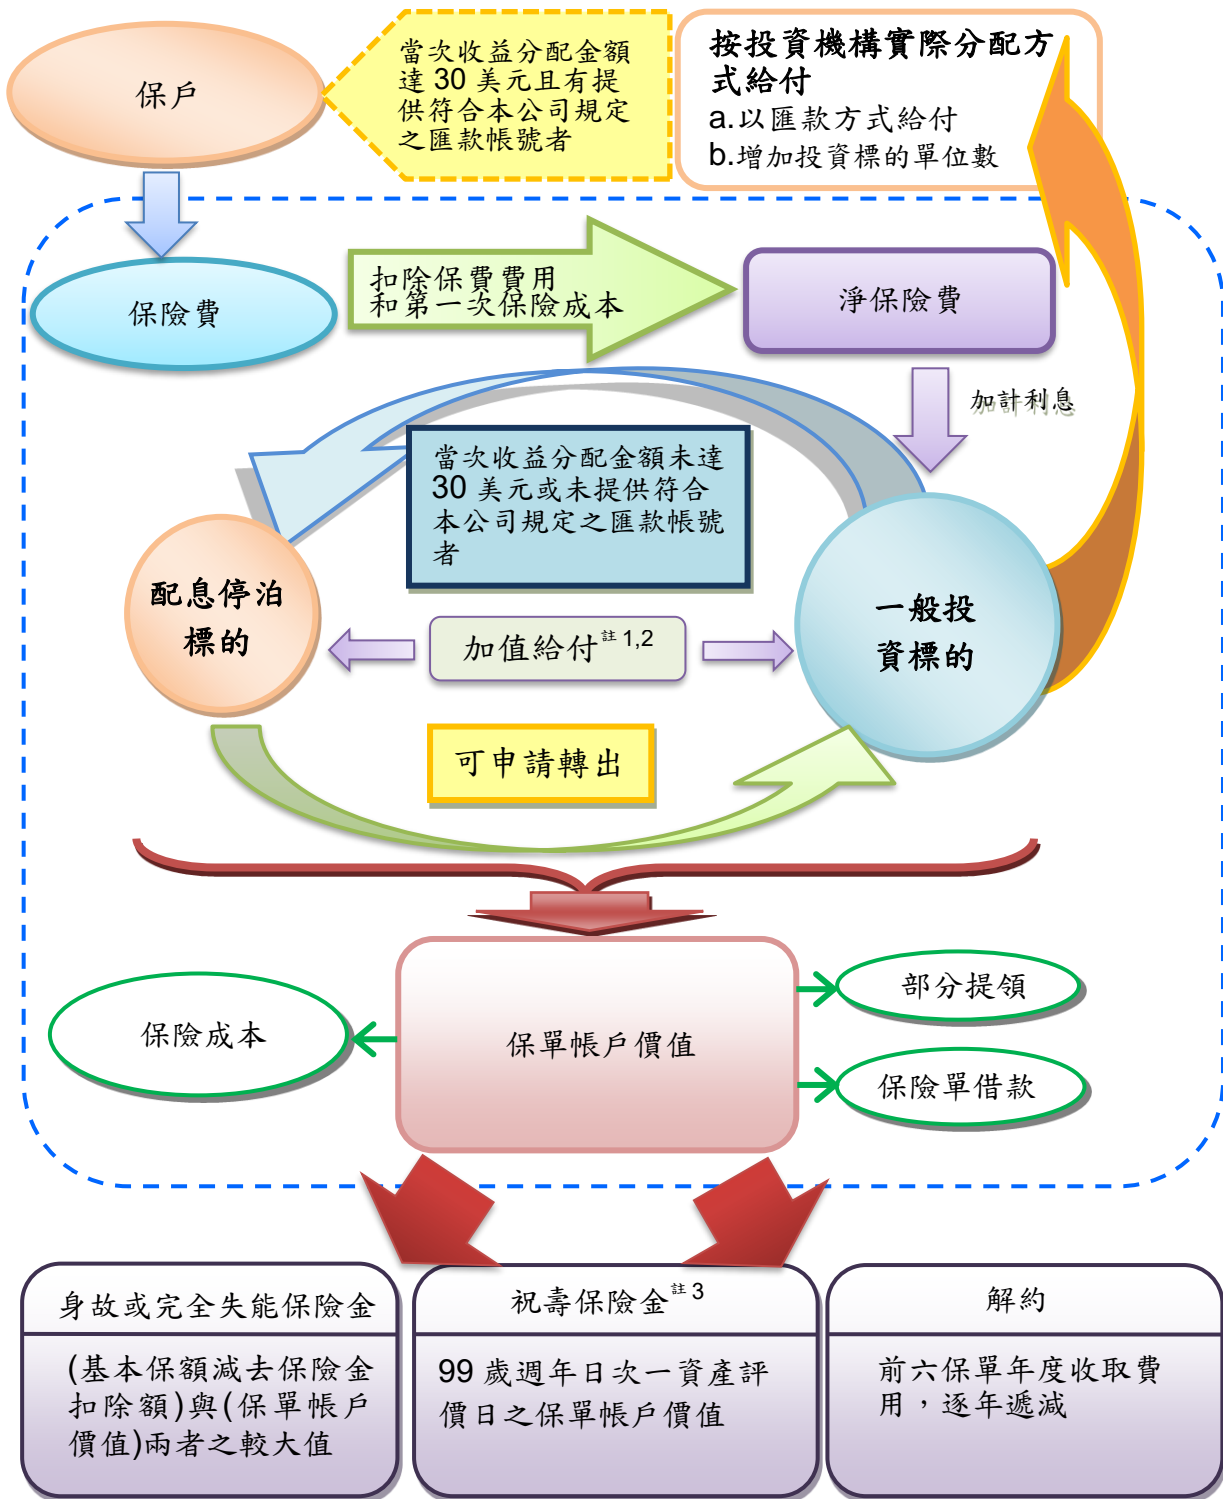 保戶
當次收益分配金額
達 30 美元且有提
供符合本公司規定
之匯款帳號者
按投資機構實際分配方
式給付
a.以匯款方式給付
b.增加投資標的單位數
保險費
扣除保費費用
和第一次保險成本
淨保險費
加計利息
當次收益分配金額未達
30 美元或未提供符合
本公司規定之匯款帳號
者
配息停泊
標的
加值給付註 1,2
一般投
資標的
可申請轉出
保險成本
保單帳戶價值
部分提領
保險單借款
身故或完全失能保險金
(基本保額減去保險金
扣除額)與(保單帳戶
價值)兩者之較大值
祝壽保險金註 3
99 歲週年日次一資產評
價日之保單帳戶價值
解約
前六保單年度收取費
用，逐年遞減